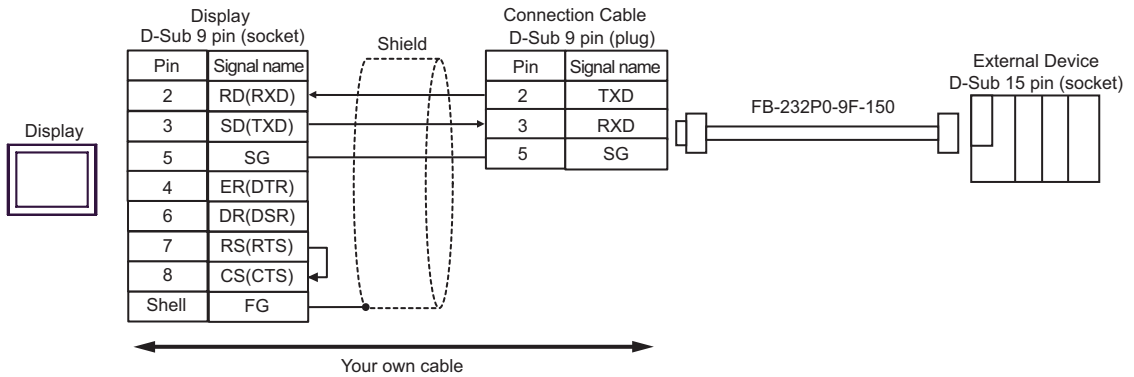 Display
D-Sub 9 pin (socket)
Pin Signal name
2 RD(RXD)
3 SD(TXD)
5 SG
4 ER(DTR)
6 DR(DSR)
7 RS(RTS)
8 CS(CTS)
Shell FG
Shield
Connection Cable
D-Sub 9 pin (plug)
Pin Signal name
2 TXD
3 RXD
5 SG
FB-232P0-9F-150
External Device
D-Sub 15 pin (socket)
Display
Your own cable